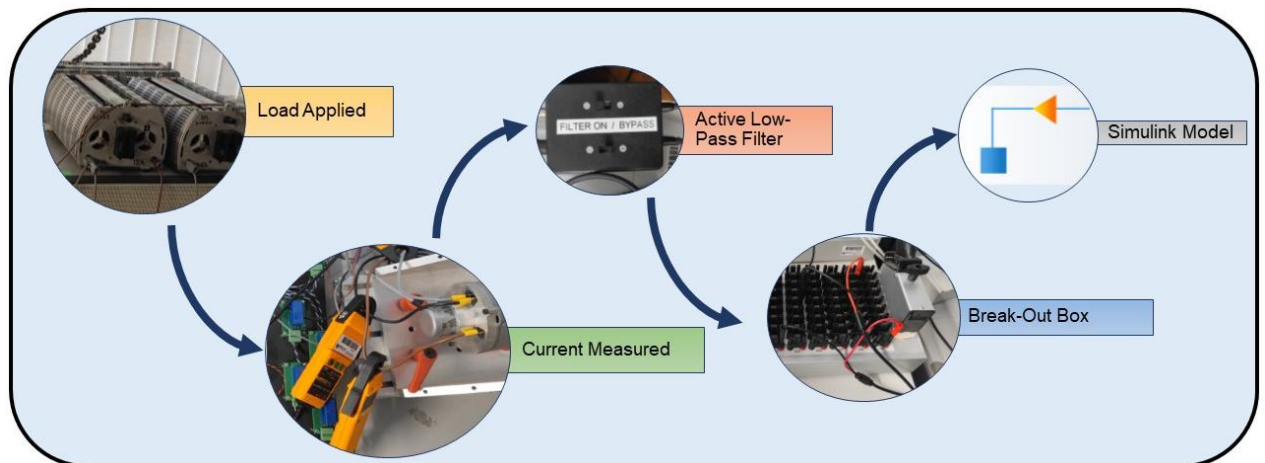 Load Applied
Current Measured
FILTER ON / BYPASS
Active Low-
Pass Filter
Break-Out Box
Simulink Model